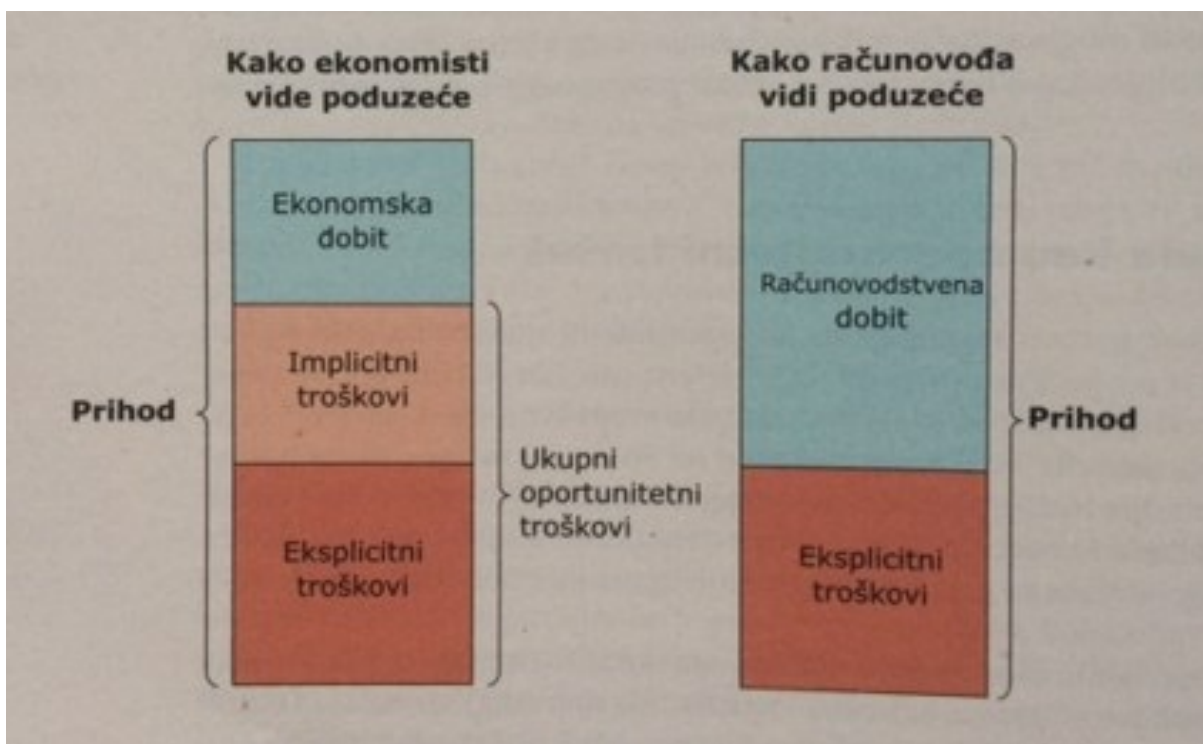 Kako ekonomisti
vide poduzeće
Prihod
Ekonomska
dobit
Implicitni
troškovi
Eksplicitni
troškovi
Ukupni
oportunitetni
troškovi
Kako računovođa
vidi poduzeće
Računovodstvena
dobit
Eksplicitni
troškovi
Prihod